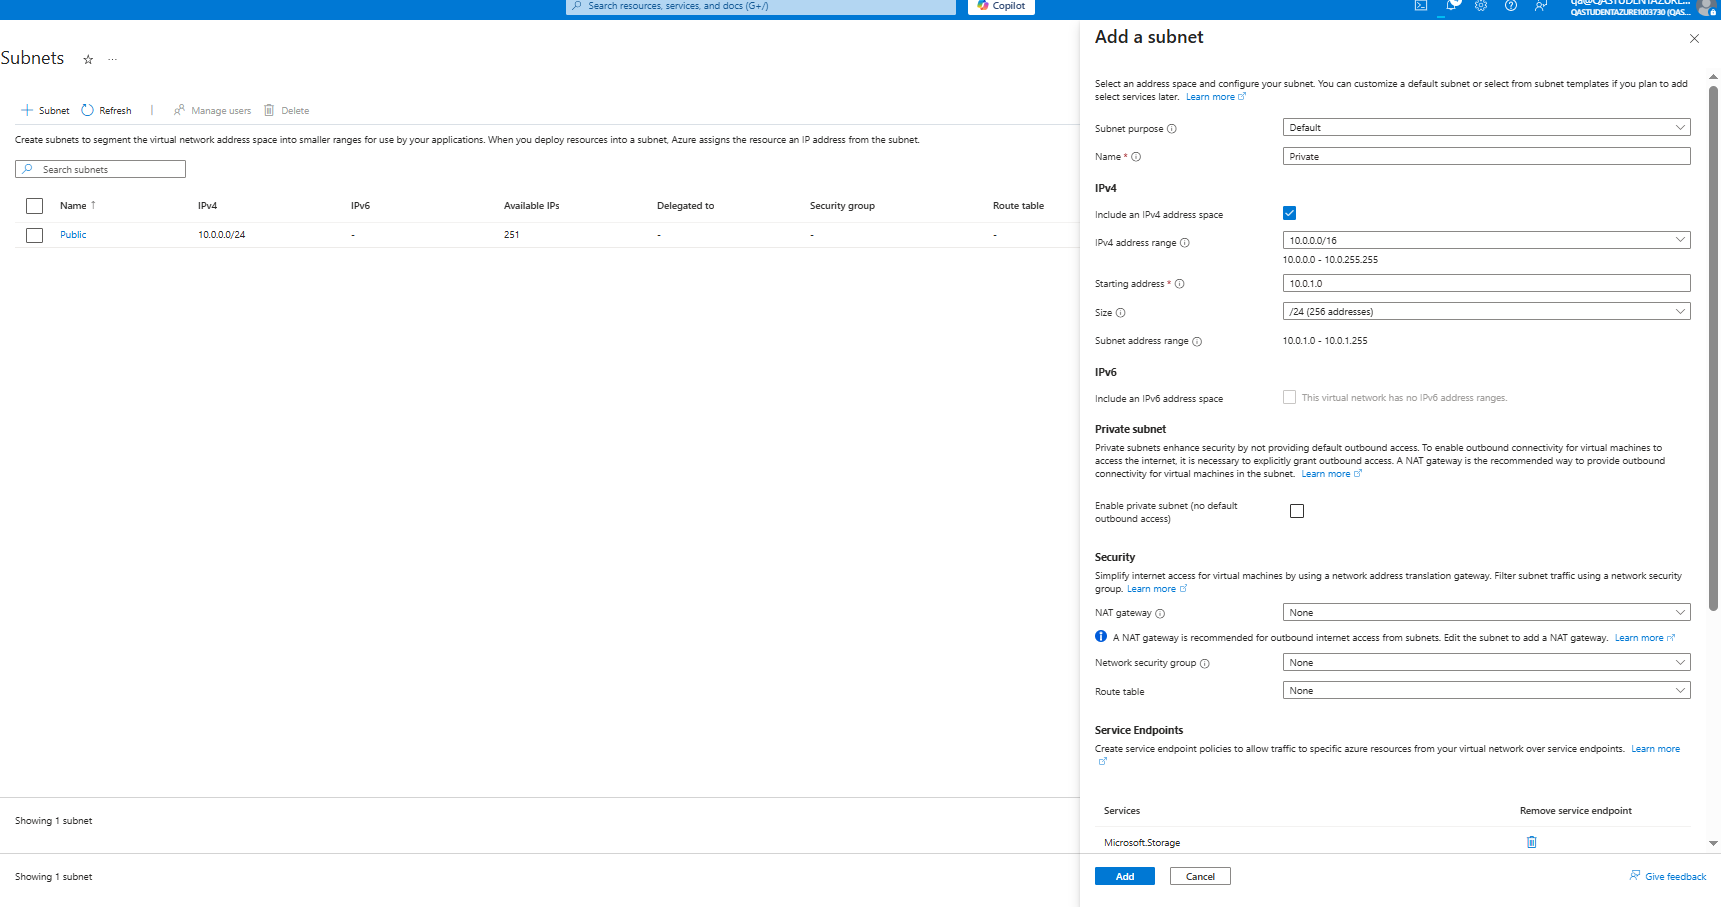 Search resources, services, and docs (G+/)
Copilot
QASTUDENTAZURE1003730 (QAS...
Subnets
...
Subnet
Refresh
Manage users
Delete
Create subnets to segment the virtual network address space into smaller ranges for use by your applications. When you deploy resources into a subnet, Azure assigns the resource an IP address from the subnet.
Search subnets
Name ↑ IPv4 IPv6 Available IPs Delegated to Security group Route table
Public 10.0.0.0/24 - 251 - - -
Showing 1 subnet
Showing 1 subnet
Add a subnet
Select an address space and configure your subnet. You can customize a default subnet or select from subnet templates if you plan to add
select services later. Learn more
Subnet purpose Default
Name * Private
IPv4
Include an IPv4 address space
IPv4 address range 10.0.0.0/16
10.0.0.0 - 10.0.255.255
Starting address * 10.0.1.0
Size /24 (256 addresses)
Subnet address range 10.0.1.0 - 10.0.1.255
IPv6
Include an IPv6 address space This virtual network has no IPv6 address ranges.
Private subnet
Private subnets enhance security by not providing default outbound access. To enable outbound connectivity for virtual machines to
access the internet, it is necessary to explicitly grant outbound access. A NAT gateway is the recommended way to provide outbound
connectivity for virtual machines in the subnet. Learn more
Enable private subnet (no default
outbound access)
Security
Simplify internet access for virtual machines by using a network address translation gateway. Filter subnet traffic using a network security
group. Learn more
NAT gateway None
A NAT gateway is recommended for outbound internet access from subnets. Edit the subnet to add a NAT gateway. Learn more
Network security group None
Route table None
Service Endpoints
Create service endpoint policies to allow traffic to specific azure resources from your virtual network over service endpoints. Learn more
Services Remove service endpoint
Microsoft.Storage
Add
Cancel
Give feedback